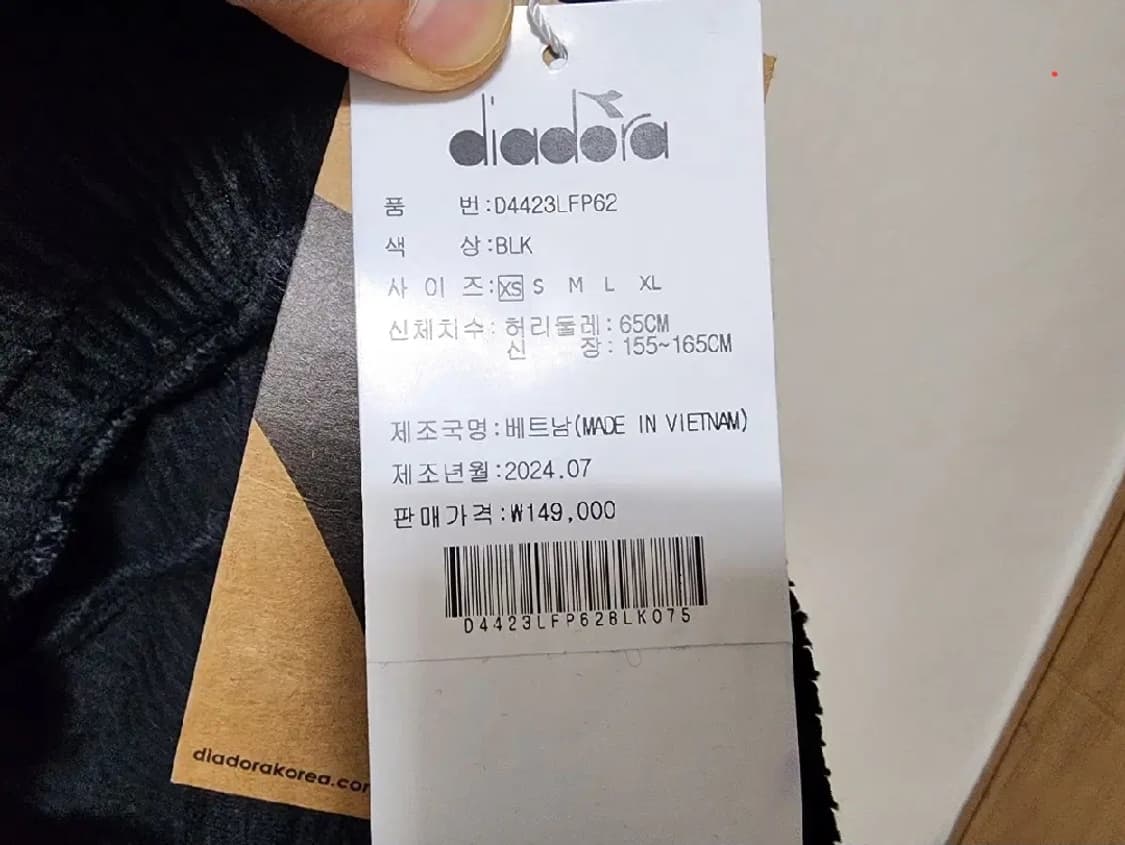 diadora
품 번:D4423LFP62
색 상:BLK
사 이 즈:XS S M L XL
신체치수: 허리둘레: 65CM
신 장: 155~165CM
제조국명:베트남(MADE IN VIETNAM)
제조년월:2024.07
판매가격:₩149,000
D4423LFP62BLK075
diadorakorea.com